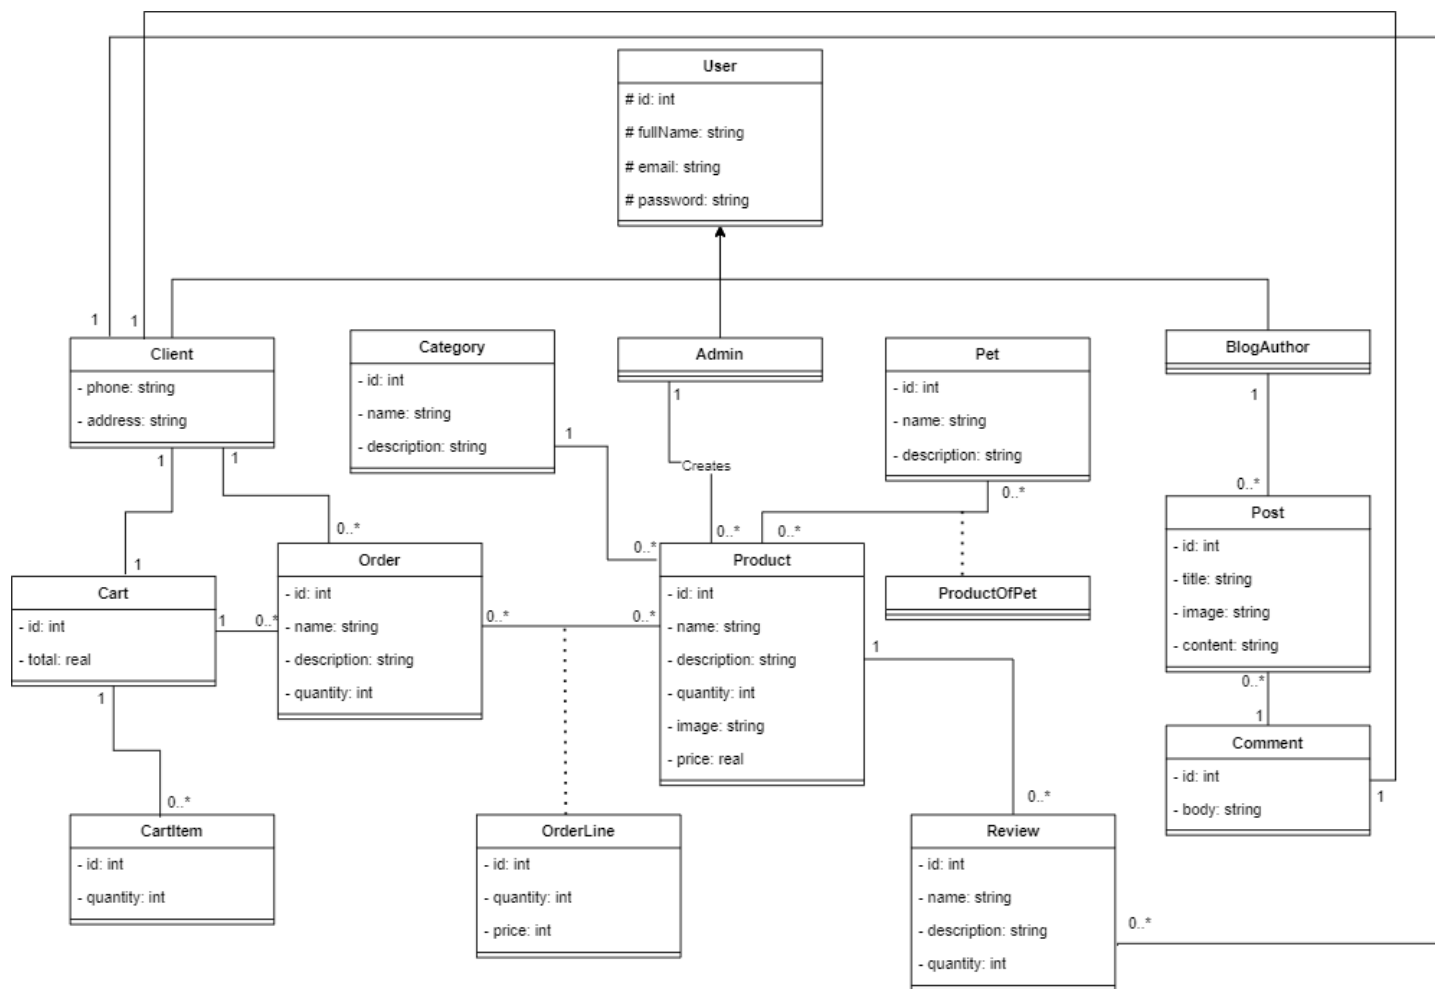 User
# id: int
# fullName: string
# email: string
# password: string
1
1
Client
- phone: string
- address: string
1
1
Category
- id: int
- name: string
- description: string
1
Admin
1
Creates
0..*
Pet
- id: int
- name: string
- description: string
0..*
0..*
BlogAuthor
1
0..*
Post
- id: int
- title: string
- image: string
- content: string
0..*
1
Comment
- id: int
- body: string
1
1
Cart
- id: int
- total: real
1
0..*
1
0..*
Order
- id: int
- name: string
- description: string
- quantity: int
0..*
0..*
0..*
Product
- id: int
- name: string
- description: string
- quantity: int
- image: string
- price: real
1
ProductOfPet
0..*
CartItem
- id: int
- quantity: int
OrderLine
- id: int
- quantity: int
- price: int
0..*
Review
- id: int
- name: string
- description: string
- quantity: int
0..*